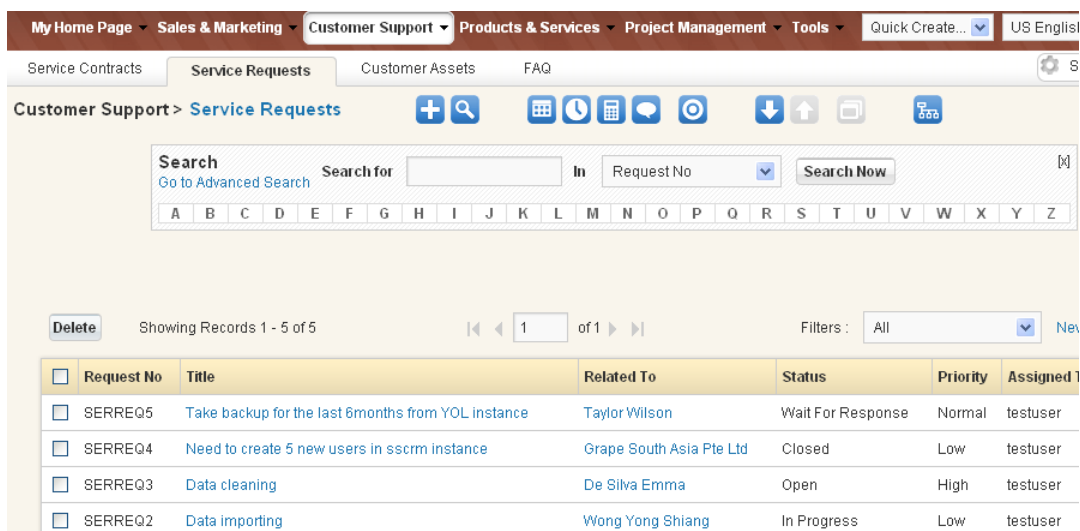 My Home Page Sales & Marketing Customer Support Products & Services Project Management Tools Quick Create... US English
Service Contracts Service Requests Customer Assets FAQ S
Customer Support > Service Requests
Search Search for In Request No Search Now [X]
Go to Advanced Search
A B C D E F G H I J K L M N O P Q R S T U V W X Y Z
Delete Showing Records 1 - 5 of 5 1 of 1 Filters : All New
Request No Title Related To Status Priority Assigned T
SERREQ5 Take backup for the last 6months from YOL instance Taylor Wilson Wait For Response Normal testuser
SERREQ4 Need to create 5 new users in sscrm instance Grape South Asia Pte Ltd Closed Low testuser
SERREQ3 Data cleaning De Silva Emma Open High testuser
SERREQ2 Data importing Wong Yong Shiang In Progress Low testuser